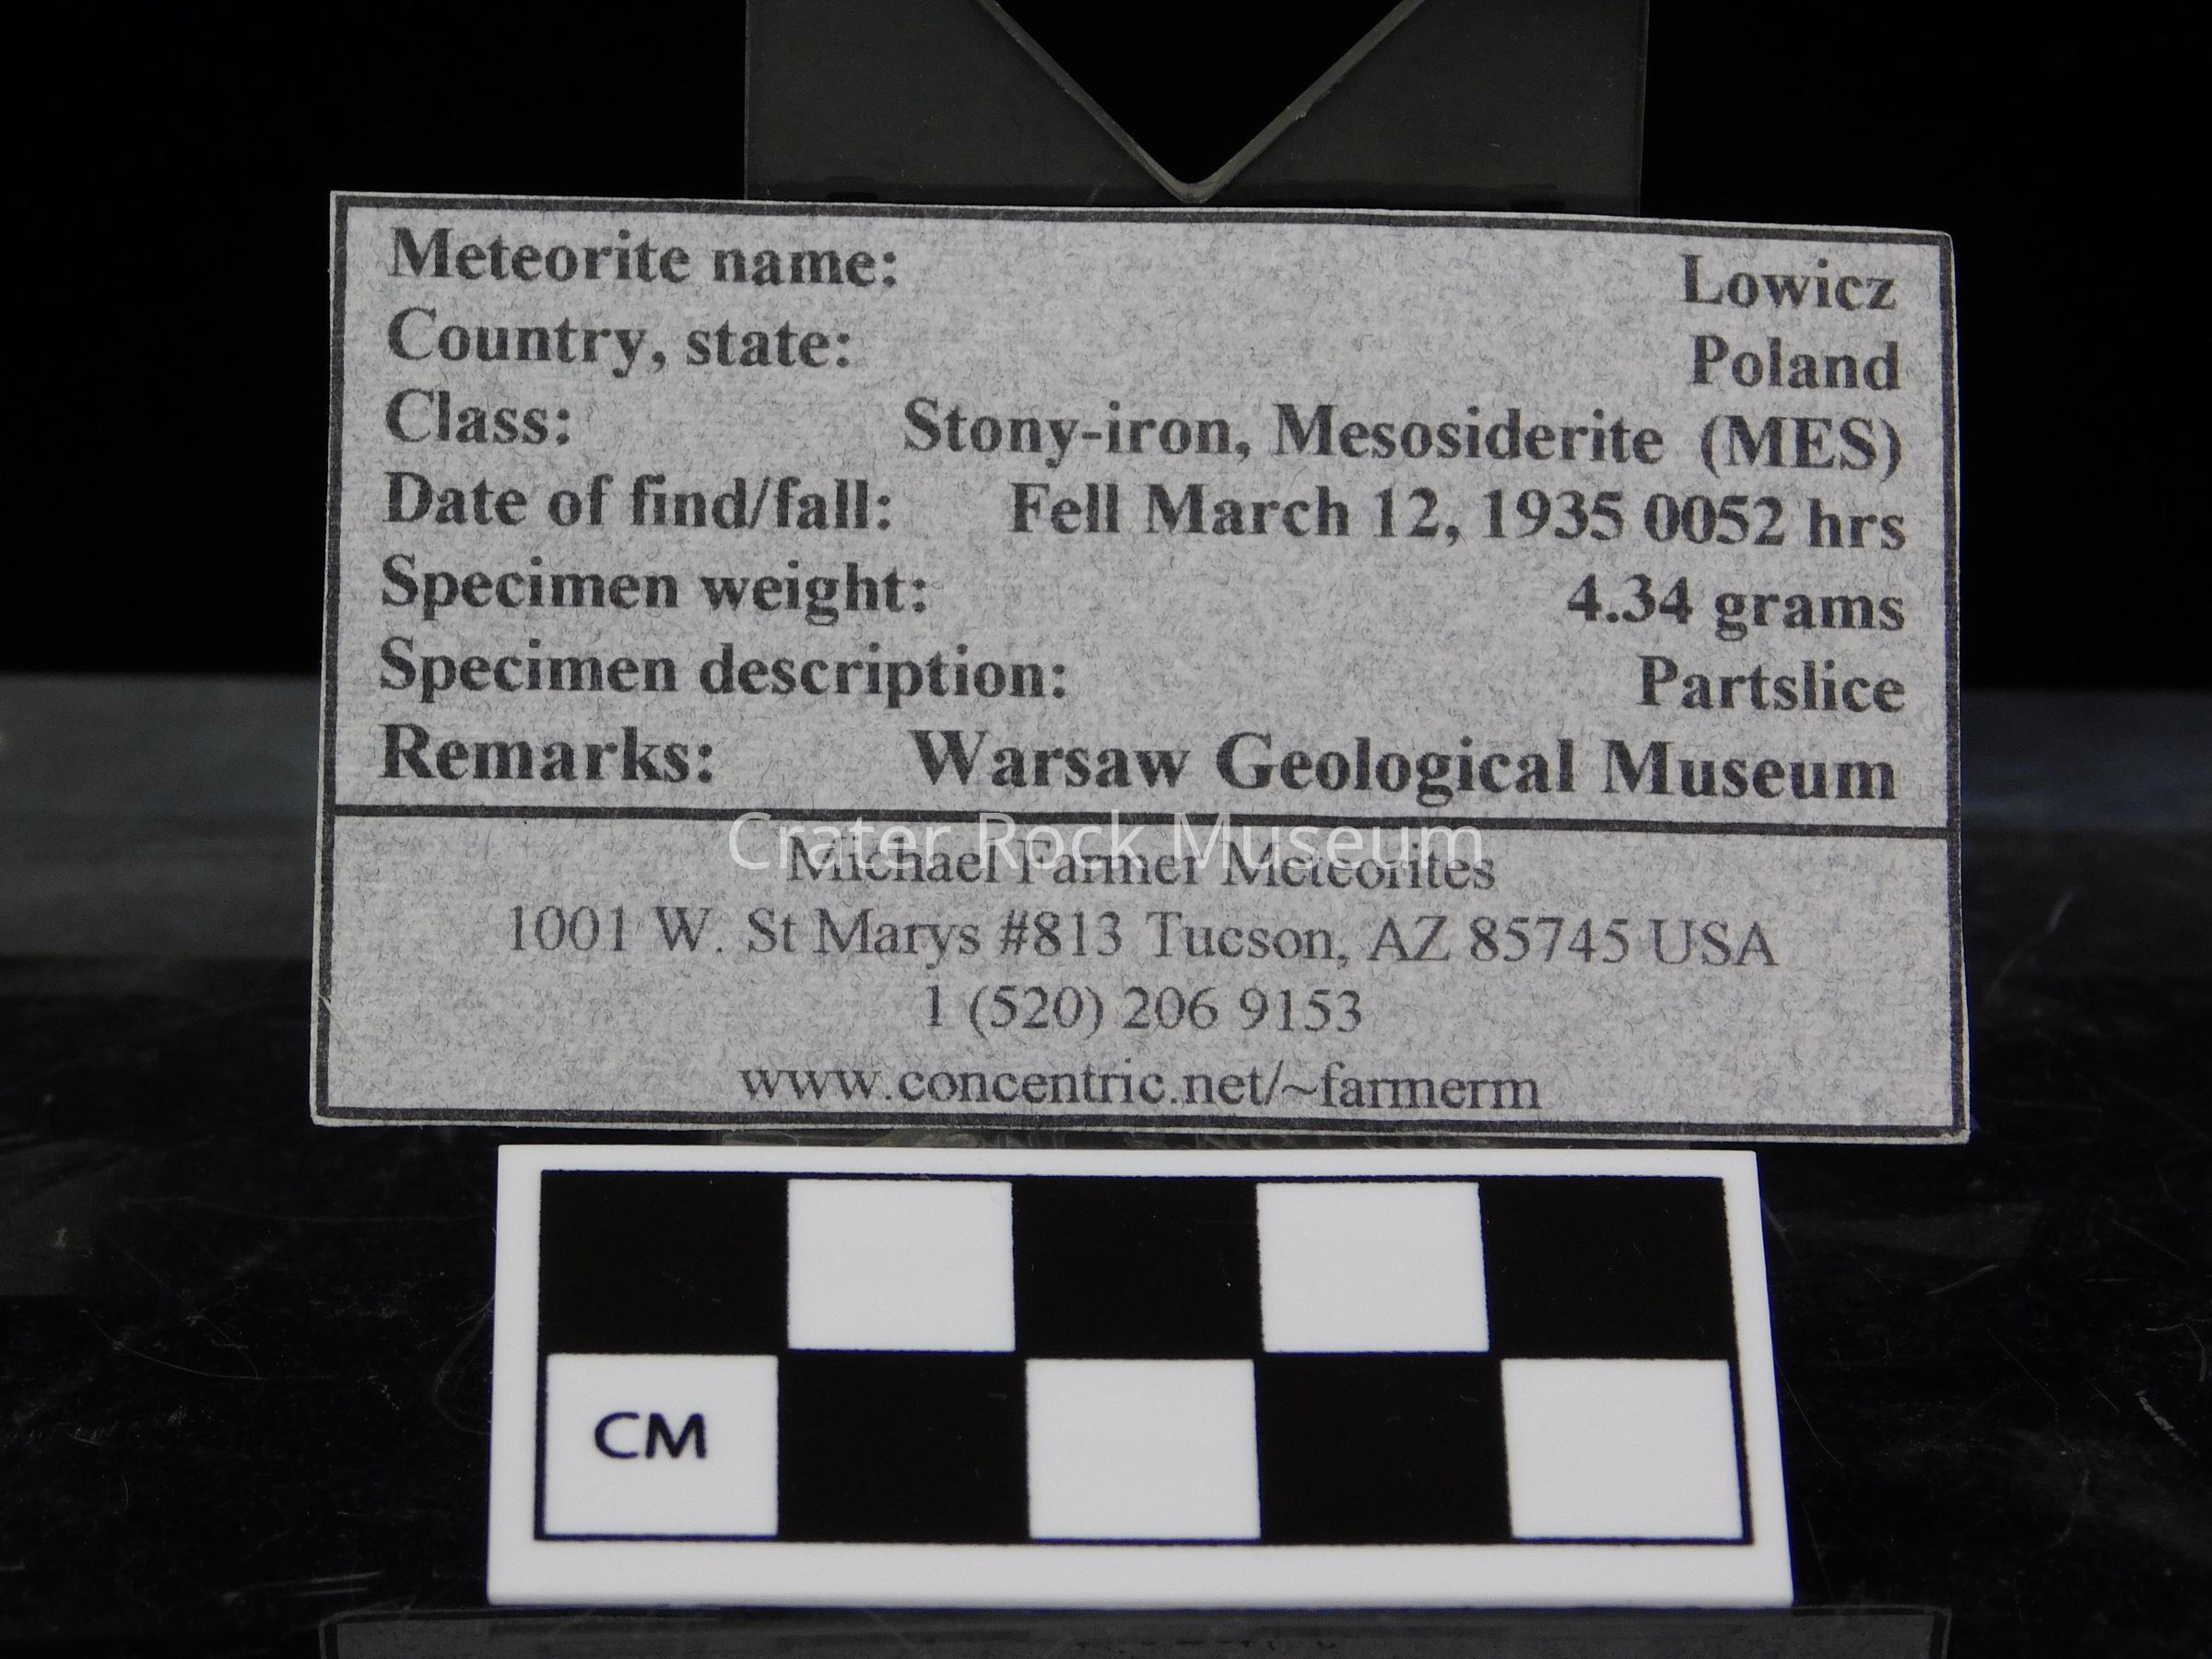 Meteorite name: Lowicz
Country, state: Poland
Class: Stony-iron, Mesosiderite (MES)
Date of find/fall: Fell March 12, 1935 0052 hrs
Specimen weight: 4.34 grams
Specimen description: Partslice
Remarks: Warsaw Geological Museum
Crater Rock Museum
Michael Farmer Meteorites
1001 W. St Marys #813 Tucson, AZ 85745 USA
1 (520) 206 9153
www.concentric.net/~farmerm
CM